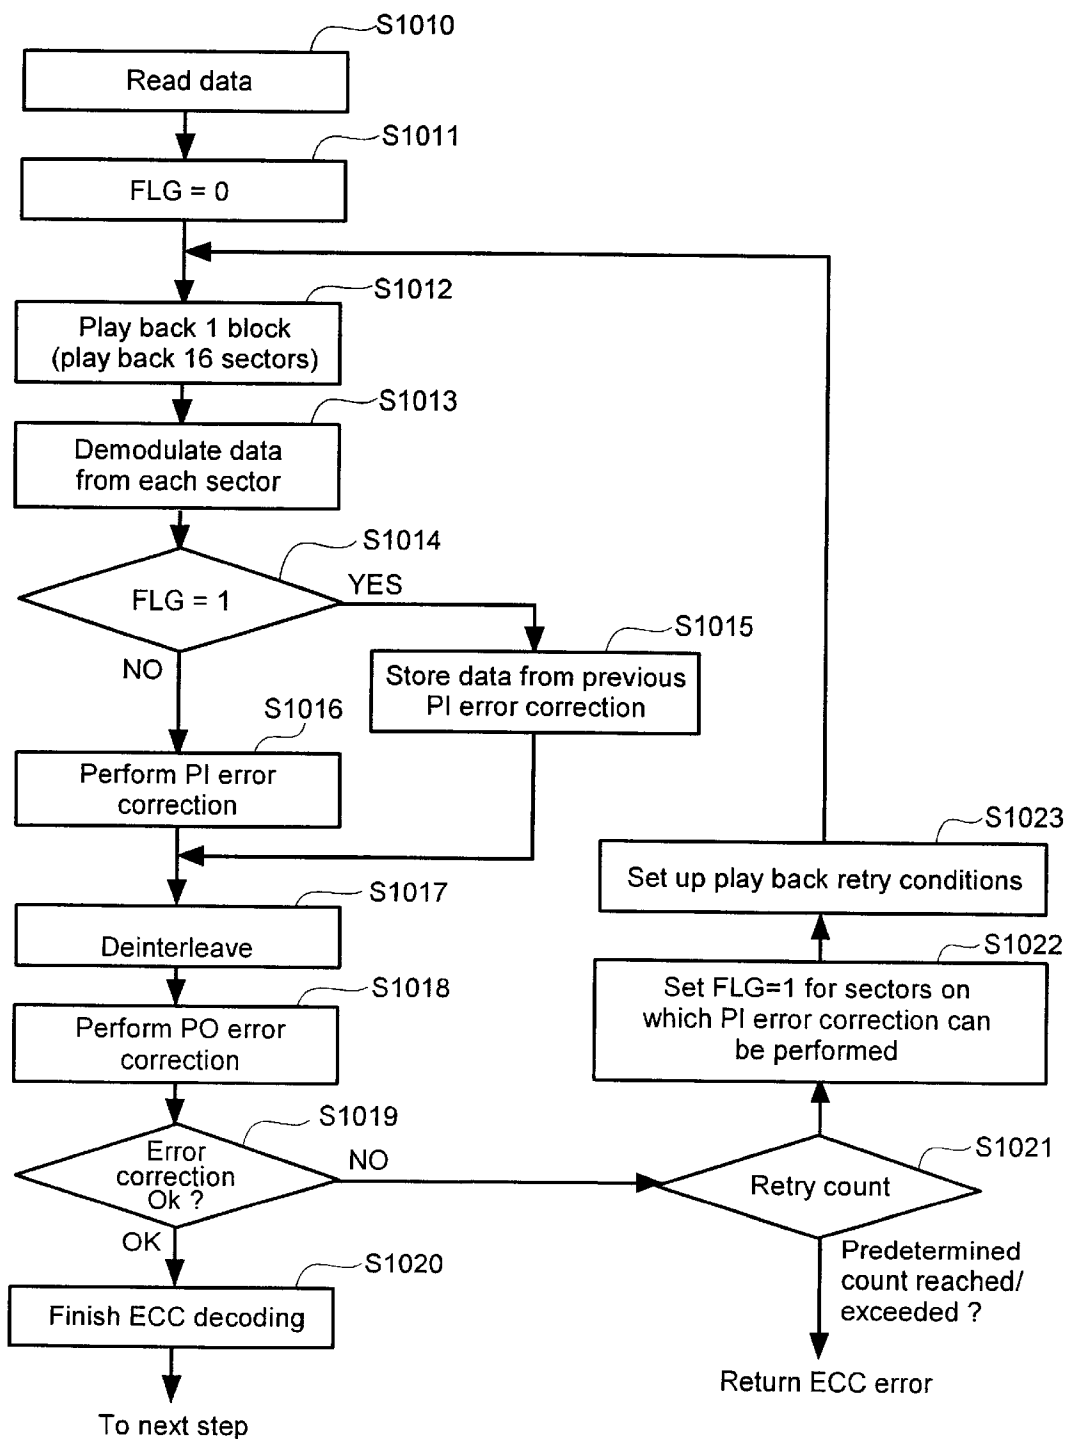 S1010
Read data
S1011
FLG = 0
S1012
Play back 1 block
(play back 16 sectors)
S1013
Demodulate data
from each sector
S1014
FLG = 1
YES
NO
S1015
Store data from previous
PI error correction
S1016
Perform PI error
correction
S1017
Deinterleave
S1018
Perform PO error
correction
S1019
Error
correction
Ok ?
NO
OK
S1020
Finish ECC decoding
To next step
S1023
Set up play back retry conditions
S1022
Set FLG=1 for sectors on
which PI error correction can
be performed
S1021
Retry count
Predetermined
count reached/
exceeded ?
Return ECC error